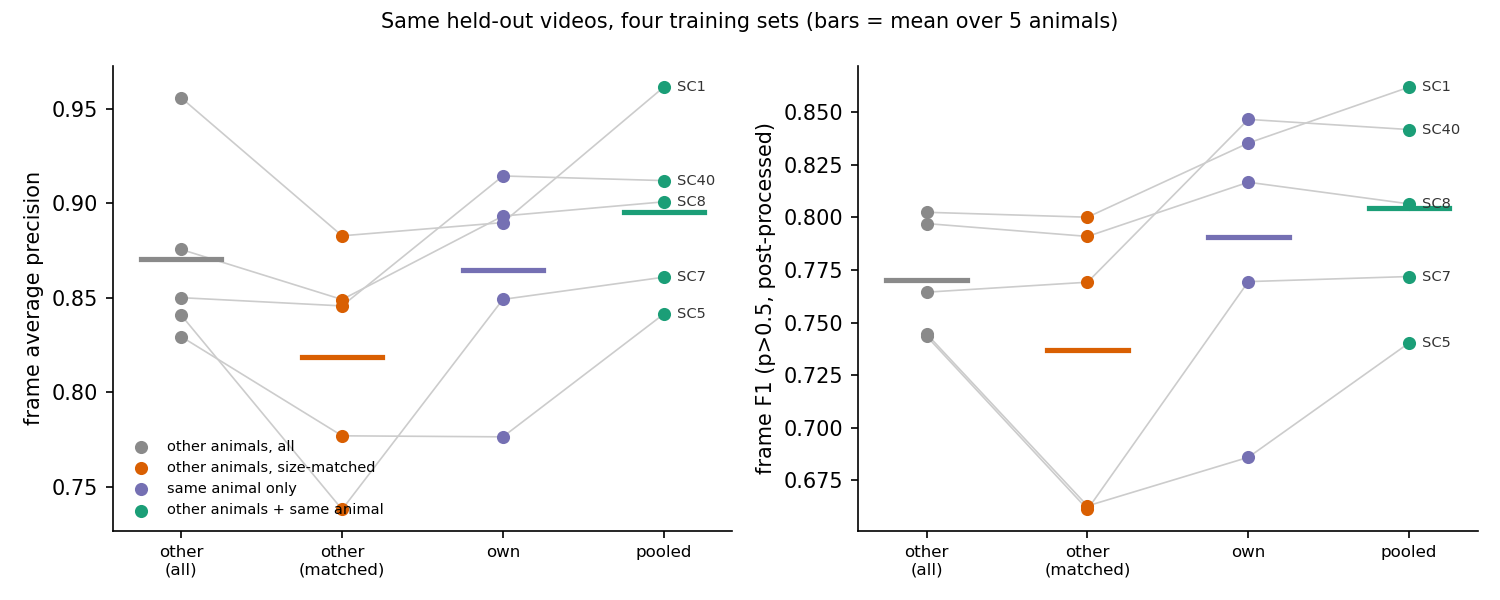 Same held-out videos, four training sets (bars = mean over 5 animals)
frame average precision
0.95
0.90
0.85
0.80
0.75
SC1
SC40
SC8
SC7
SC5
other animals, all
other animals, size-matched
same animal only
other animals + same animal
other
(all)
other
(matched)
own
pooled
frame F1 (p>0.5, post-processed)
0.850
0.825
0.800
0.775
0.750
0.725
0.700
0.675
SC1
SC40
SC8
SC7
SC5
other
(all)
other
(matched)
own
pooled